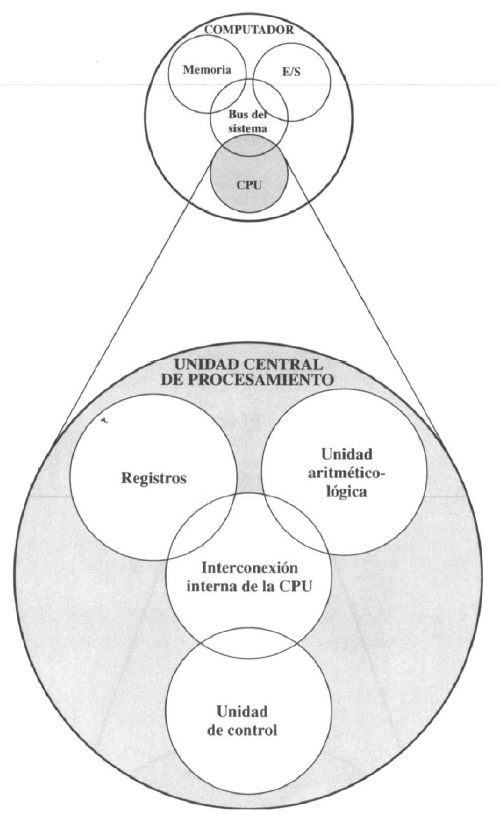 COMPUTADOR
Memoria
E/S
Bus del
sistema
CPU
UNIDAD CENTRAL
DE PROCESAMIENTO
Registros
Unidad
aritmético-
lógica
Interconexión
interna de la CPU
Unidad
de control